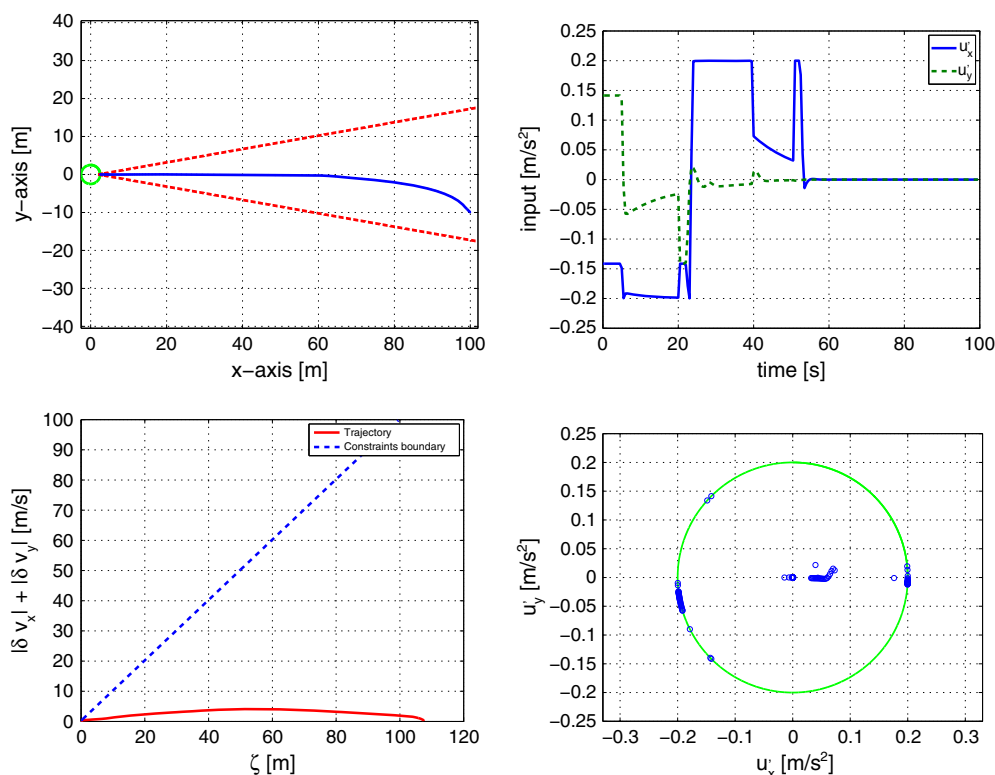 40
30
20
10
0
−10
−20
−30
−40
y−axis [m]
0 20 40 60 80 100
x−axis [m]
0.25
0.2
0.15
0.1
0.05
0
−0.05
−0.1
−0.15
−0.2
−0.25
input [m/s²]
u'x
u'y
0 20 40 60 80 100
time [s]
100
90
80
70
60
50
40
30
20
10
0
|δ vx| + |δ vy| [m/s]
Trajectory
Constraints boundary
0 20 40 60 80 100 120
ζ [m]
0.25
0.2
0.15
0.1
0.05
0
−0.05
−0.1
−0.15
−0.2
−0.25
u'y [m/s²]
−0.3 −0.2 −0.1 0 0.1 0.2 0.3
u'x [m/s²]